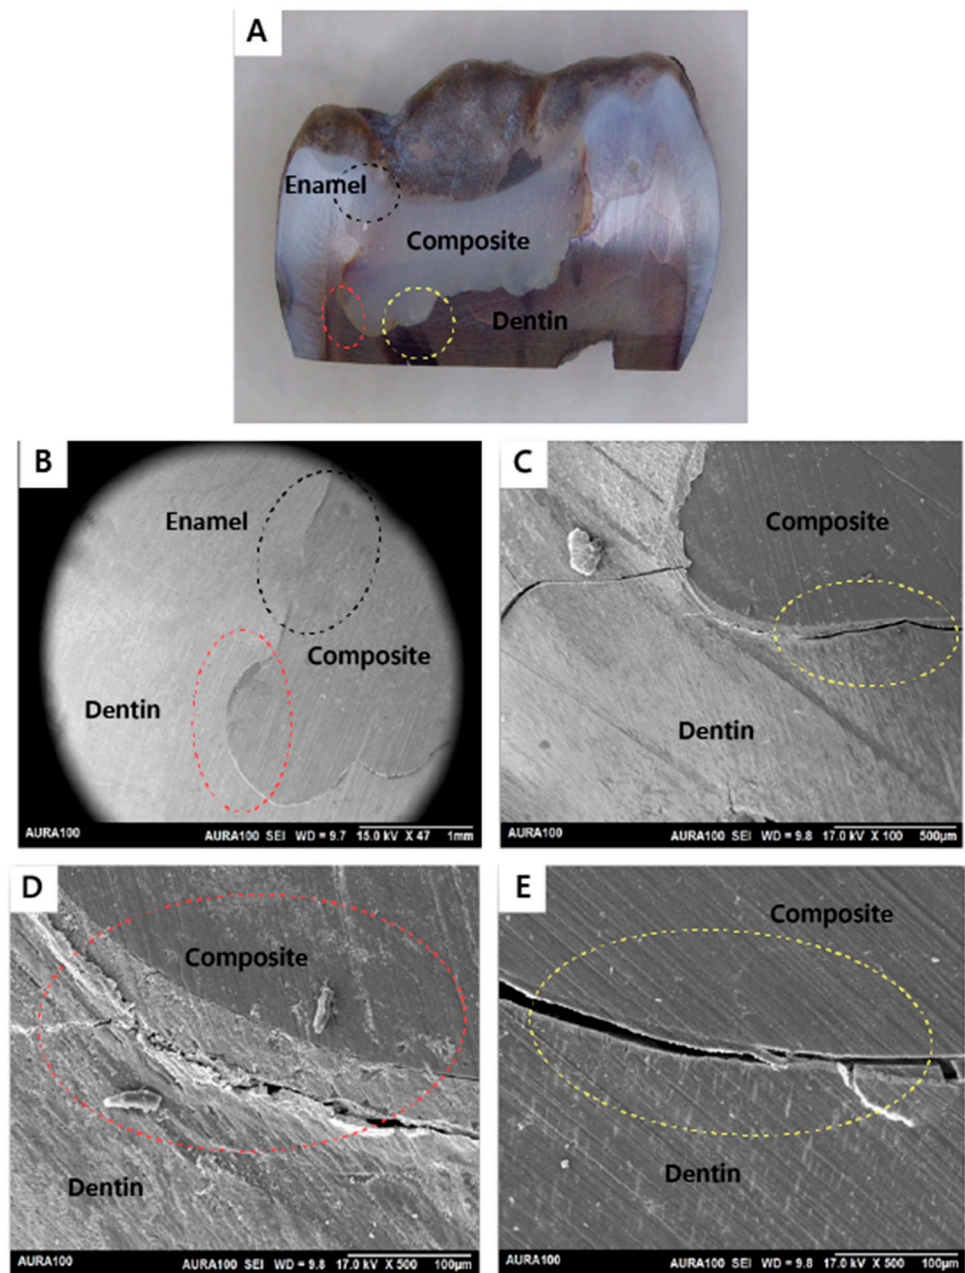 A
Enamel
Composite
Dentin
B
Enamel
Composite
Dentin
AURA100
AURA100 SEI WD = 9.7 15.0 kV X 47 1mm
C
Composite
Dentin
AURA100
AURA100 SEI WD = 9.8 17.0 kV X 100 500µm
D
Composite
Dentin
AURA100
AURA100 SEI WD = 9.8 17.0 kV X 500 100µm
E
Composite
Dentin
AURA100
AURA100 SEI WD = 9.8 17.0 kV X 500 100µm